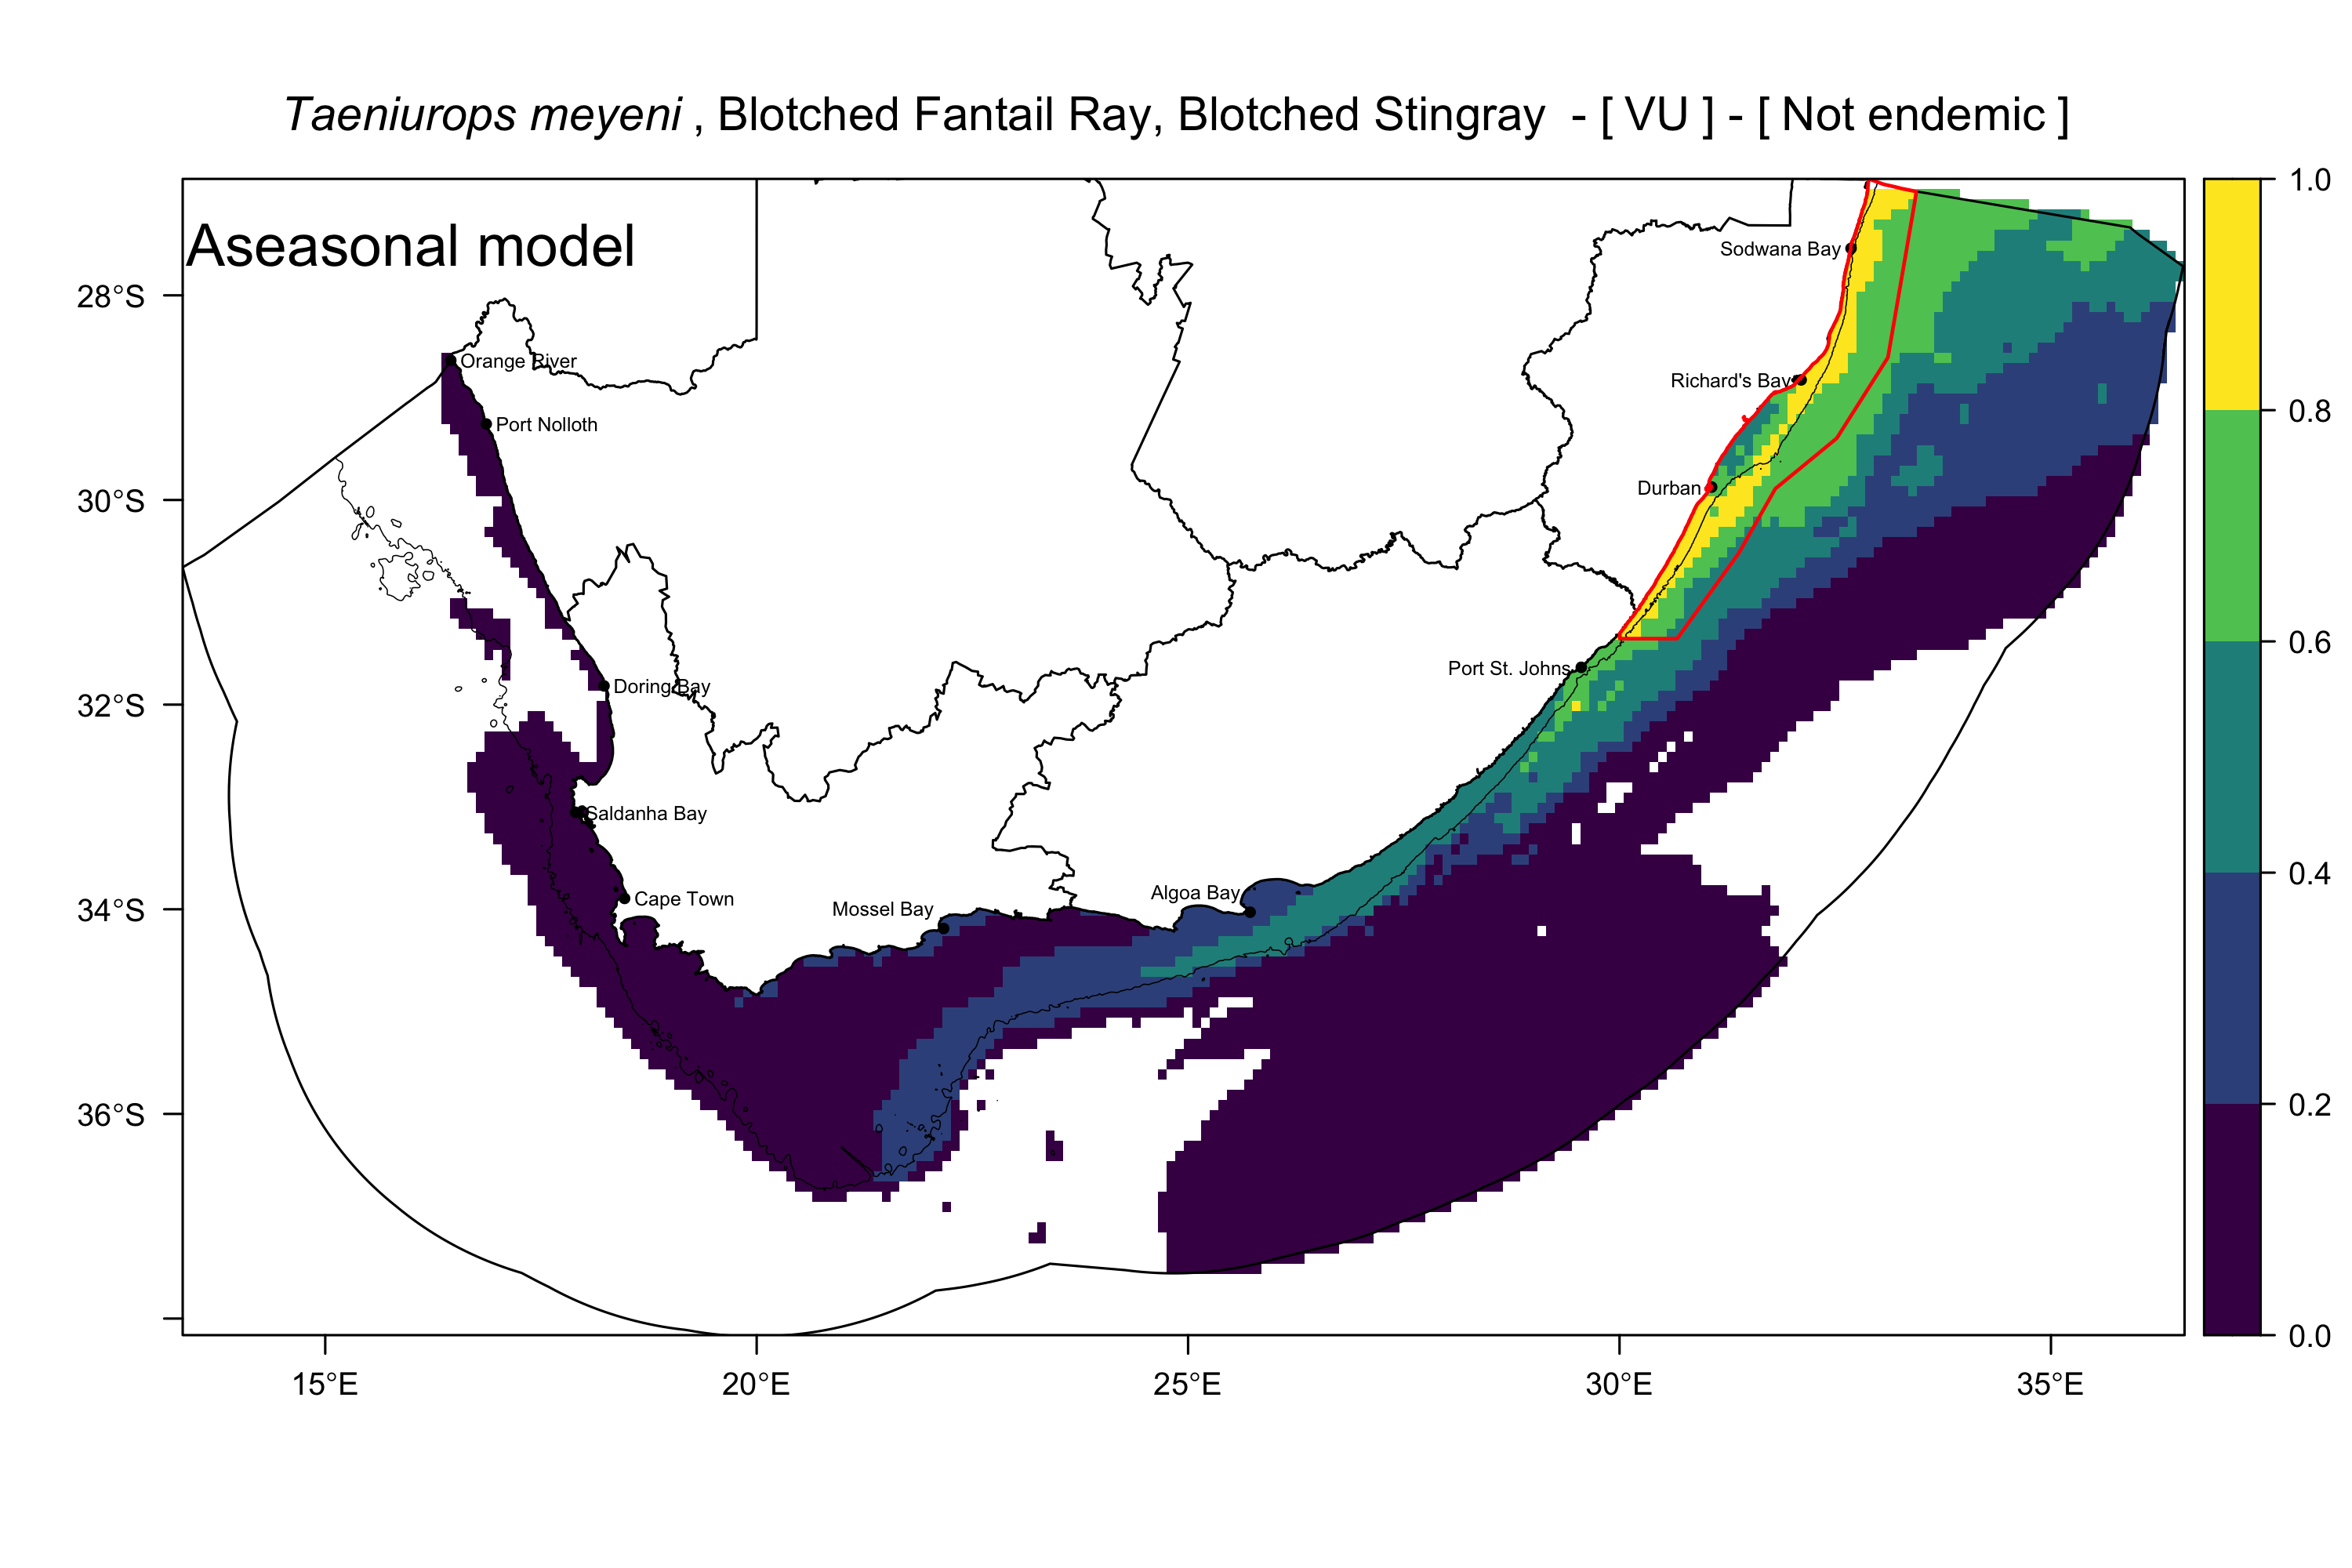 Taeniurops meyeni , Blotched Fantail Ray, Blotched Stingray - [ VU ] - [ Not endemic ]
Aseasonal model
1.0
0.8
0.6
0.4
0.2
0.0
28°S
30°S
32°S
34°S
36°S
Sodwana Bay
Orange River
Richard's Bay
Port Nolloth
Durban
Port St. Johns
Doring Bay
Saldanha Bay
Algoa Bay
Cape Town
Mossel Bay
15°E
20°E
25°E
30°E
35°E